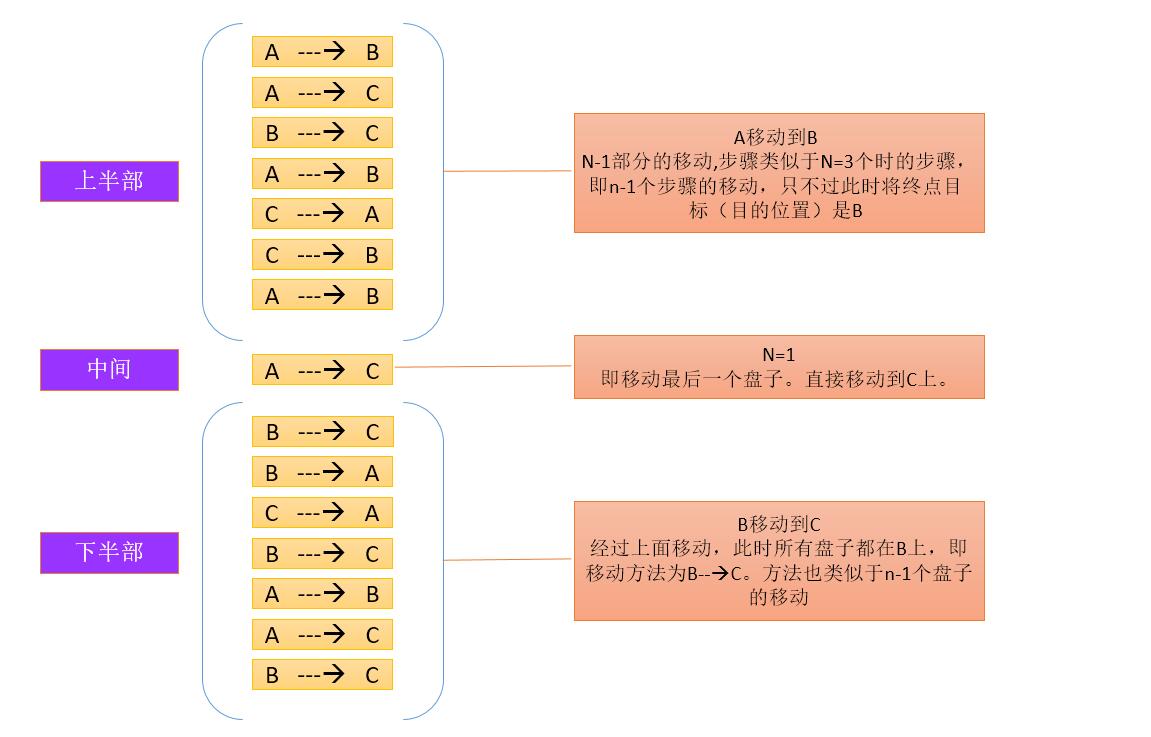 上半部
A ---→ B
A ---→ C
B ---→ C
A ---→ B
C ---→ A
C ---→ B
A ---→ B
A移动到B
N-1部分的移动,步骤类似于N=3个时的步骤，
即n-1个步骤的移动，只不过此时将终点目
标（目的位置）是B
中间
A ---→ C
N=1
即移动最后一个盘子。直接移动到C上。
下半部
B ---→ C
B ---→ A
C ---→ A
B ---→ C
A ---→ B
A ---→ C
B ---→ C
B移动到C
经过上面移动，此时所有盘子都在B上，即
移动方法为B--→C。方法也类似于n-1个盘子
的移动